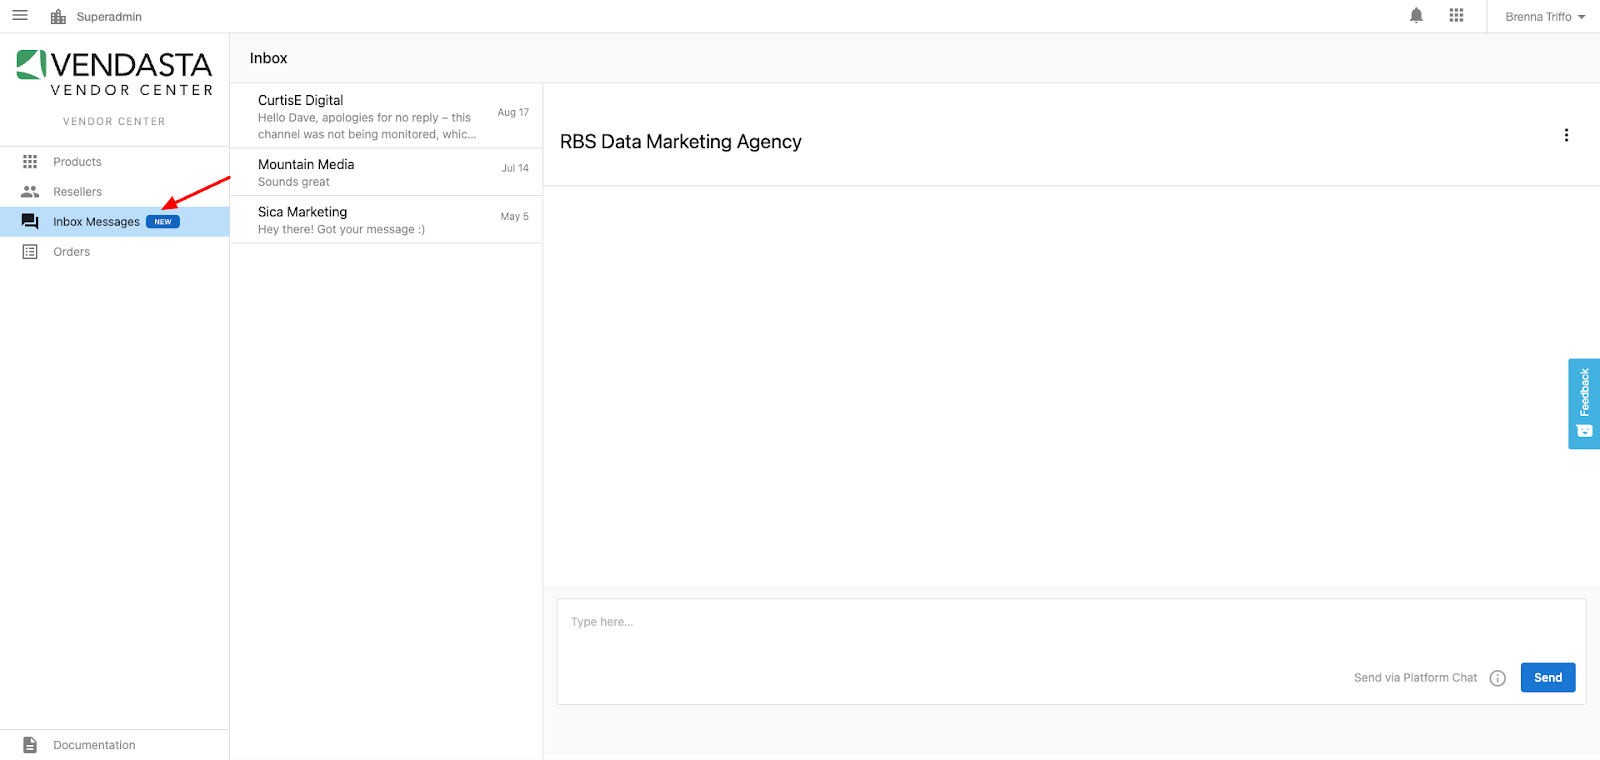 Superadmin
Brenna Triffo
VENDASTA
VENDOR CENTER
VENDOR CENTER
Products
Resellers
Inbox Messages NEW
Orders
Documentation
Inbox
CurtisE Digital
Aug 17
Hello Dave, apologies for no reply – this
channel was not being monitored, whic...
Mountain Media
Jul 14
Sounds great
Sica Marketing
May 5
Hey there! Got your message :)
RBS Data Marketing Agency
Feedback
Type here...
Send via Platform Chat
Send